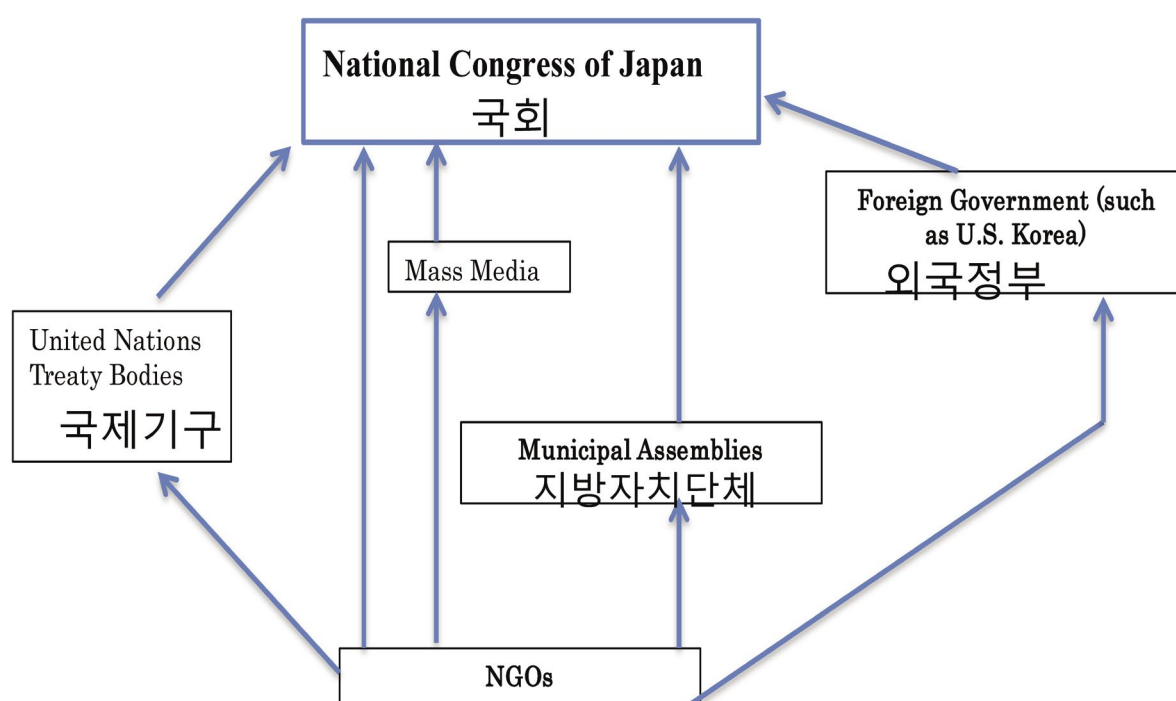 National Congress of Japan
국회
Foreign Government (such
as U.S. Korea)
외국정부
Mass Media
United Nations
Treaty Bodies
국제기구
Municipal Assemblies
지방자치단체
NGOs